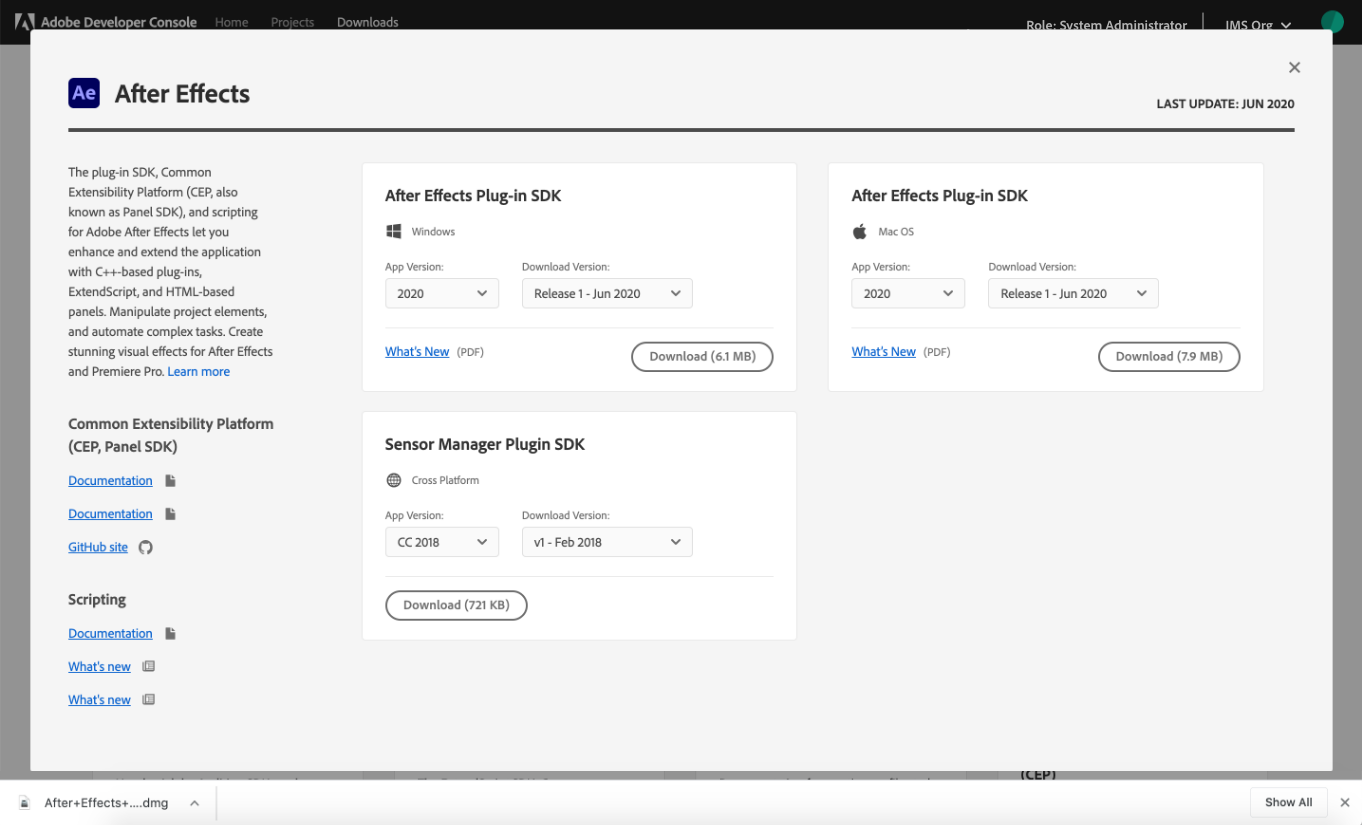 Adobe Developer Console
Home
Projects
Downloads
Role: System Administrator
IMS Org
Ae
After Effects
LAST UPDATE: JUN 2020
The plug-in SDK, Common
Extensibility Platform (CEP, also
known as Panel SDK), and scripting
for Adobe After Effects let you
enhance and extend the application
with C++-based plug-ins,
ExtendScript, and HTML-based
panels. Manipulate project elements,
and automate complex tasks. Create
stunning visual effects for After Effects
and Premiere Pro. Learn more
Common Extensibility Platform
(CEP, Panel SDK)
Documentation
Documentation
GitHub site
Scripting
Documentation
What's new
What's new
After Effects Plug-in SDK
Windows
App Version:
Download Version:
2020
Release 1 - Jun 2020
What's New (PDF)
Download (6.1 MB)
After Effects Plug-in SDK
Mac OS
App Version:
Download Version:
2020
Release 1 - Jun 2020
What's New (PDF)
Download (7.9 MB)
Sensor Manager Plugin SDK
Cross Platform
App Version:
Download Version:
CC 2018
v1 - Feb 2018
Download (721 KB)
(CEP)
After+Effects+....dmg
Show All